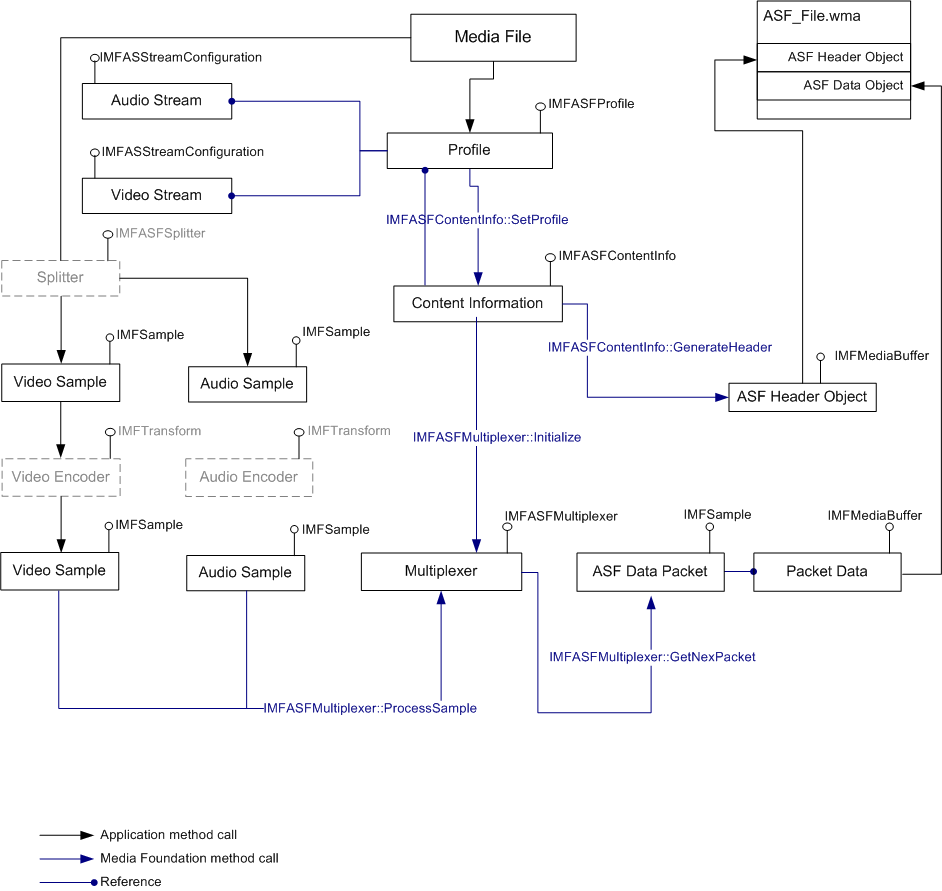 Media File
ASF_File.wma
ASF Header Object
ASF Data Object
IMFASStreamConfiguration
Audio Stream
IMFASFProfile
Profile
IMFASStreamConfiguration
Video Stream
IMFASFContentInfo::SetProfile
IMFASFSplitter
Splitter
IMFASFContentInfo
Content Information
IMFSample
Video Sample
IMFSample
Audio Sample
IMFASFContentInfo::GenerateHeader
IMFMediaBuffer
ASF Header Object
IMFTransform
Video Encoder
IMFTransform
Audio Encoder
IMFASFMultiplexer::Initialize
IMFSample
Video Sample
IMFSample
Audio Sample
IMFASFMultiplexer
Multiplexer
IMFSample
ASF Data Packet
IMFMediaBuffer
Packet Data
IMFASFMultiplexer::GetNexPacket
IMFASFMultiplexer::ProcessSample
Application method call
Media Foundation method call
Reference